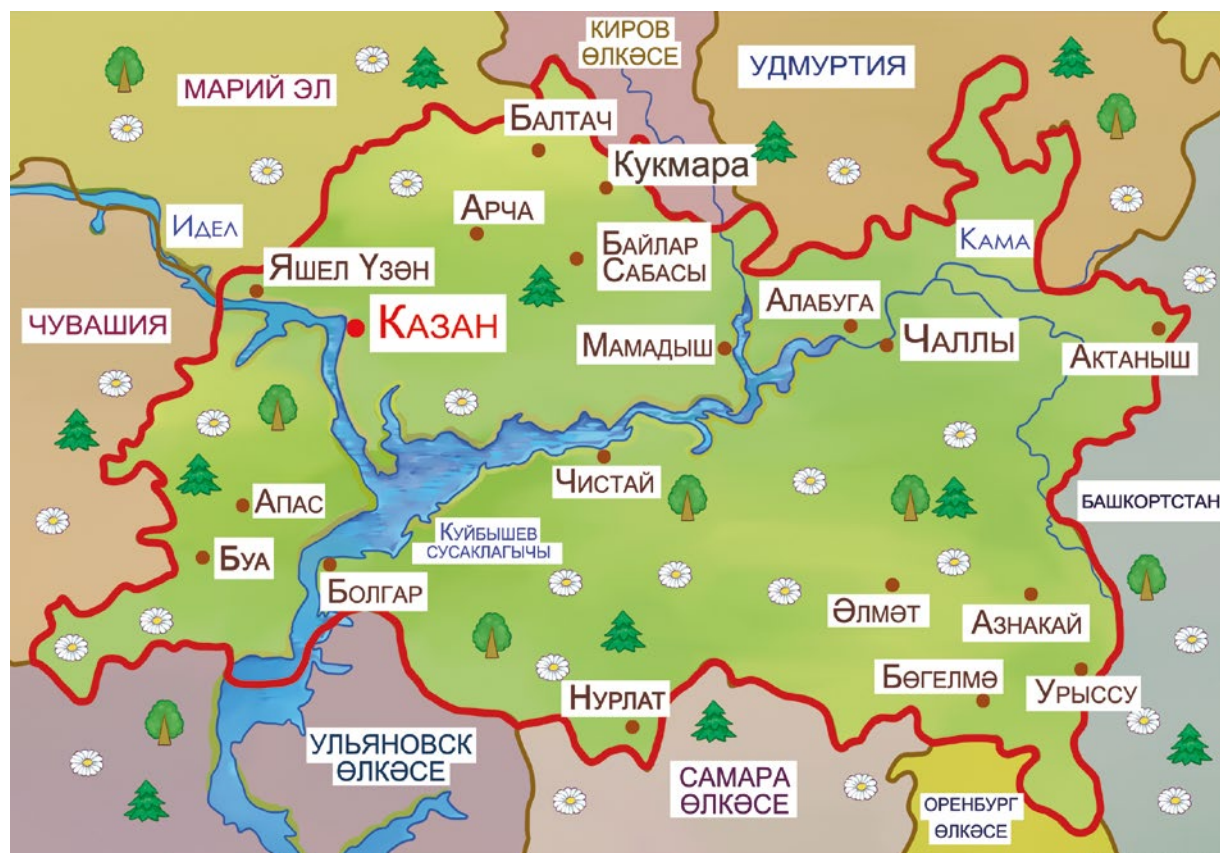 КИРОВ
ӨЛКӘСЕ
УДМУРТИЯ
МАРИЙ ЭЛ
БАЛТАЧ
КУКМАРА
АРЧА
ИДЕЛ
КАМА
БАЙЛАР
САБАСЫ
ЯШЕЛ ҮЗӘН
АЛАБУГА
ЧУВАШИЯ
КАЗАН
МАМАДЫШ
ЧАЛЛЫ
АКТАНЫШ
ЧИСТАЙ
АПАС
БАШКОРТСТАН
КУЙБЫШЕВ
СУСАКЛАГЫЧЫ
БУА
БОЛГАР
ӘЛМӘТ
АЗНАКАЙ
БӨГЕЛМӘ
УРЫССУ
НУРЛАТ
УЛЬЯНОВСК
ӨЛКӘСЕ
САМАРА
ӨЛКӘСЕ
ОРЕНБУРГ
ӨЛКӘСЕ